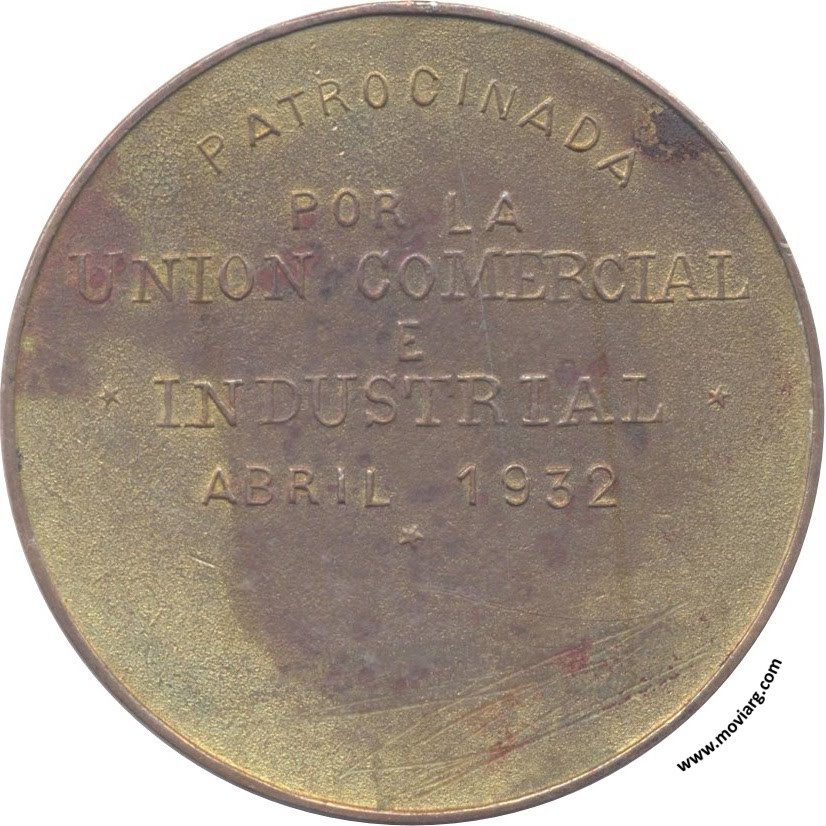 PATROCINADA
POR LA
UNION COMERCIAL
E
* INDUSTRIAL *
ABRIL 1932
*
www.moviarg.com